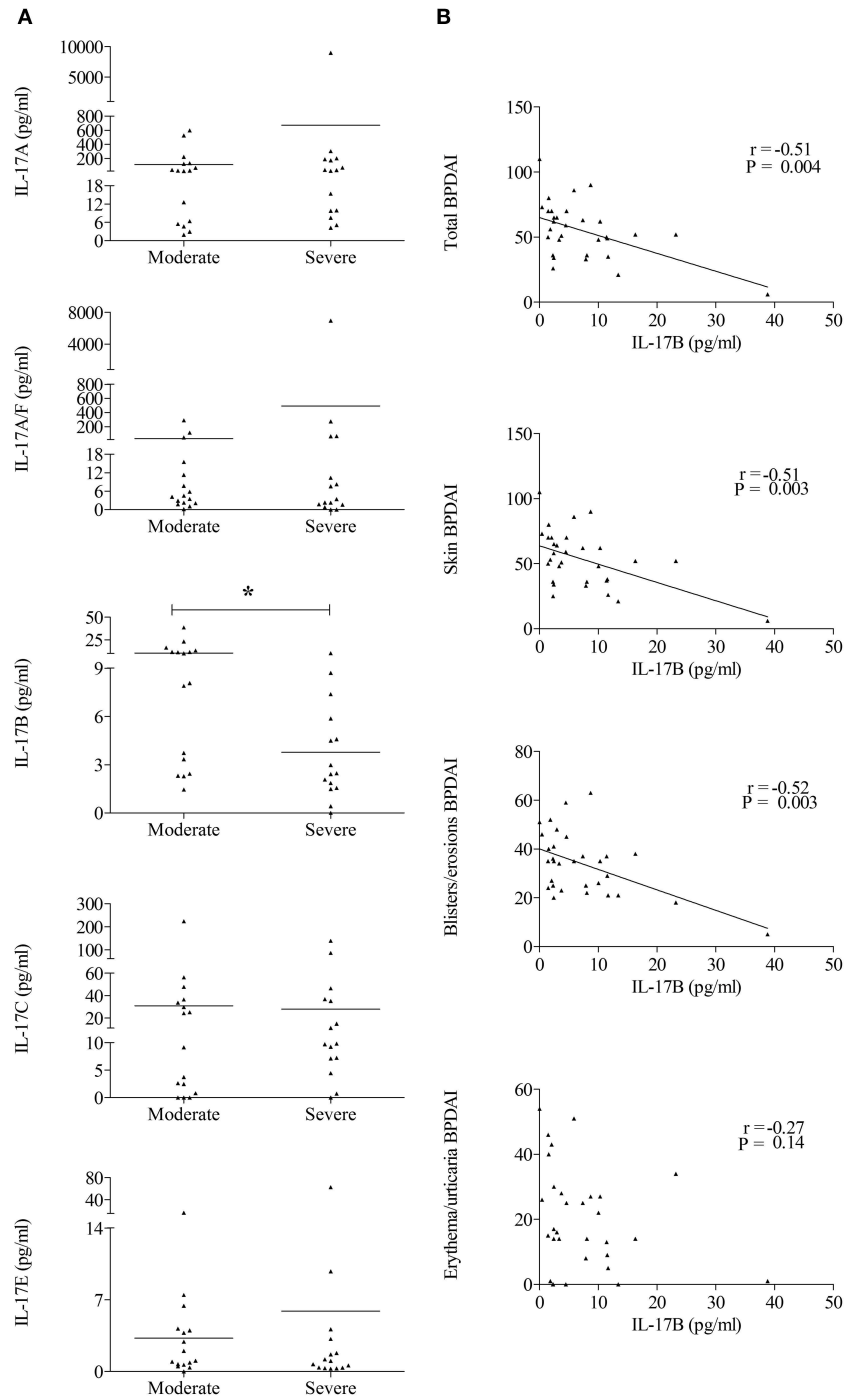 A
IL-17A (pg/ml)
10000
5000
800
600
400
200
18
12
6
0
Moderate Severe
IL-17A/F (pg/ml)
8000
4000
800
600
400
200
18
12
6
0
Moderate Severe
IL-17B (pg/ml)
*
50
25
9
6
3
0
Moderate Severe
IL-17C (pg/ml)
300
200
100
60
40
20
10
5
0
Moderate Severe
IL-17E (pg/ml)
80
40
14
7
0
Moderate Severe
B
Total BPDAI
150
100
50
0
r = -0.51
P = 0.004
0 10 20 30 40 50
IL-17B (pg/ml)
Skin BPDAI
150
100
50
0
r = -0.51
P = 0.003
0 10 20 30 40 50
IL-17B (pg/ml)
Blisters/erosions BPDAI
80
60
40
20
0
r = -0.52
P = 0.003
0 10 20 30 40 50
IL-17B (pg/ml)
Erythema/urticaria BPDAI
60
40
20
0
r = -0.27
P = 0.14
0 10 20 30 40 50
IL-17B (pg/ml)